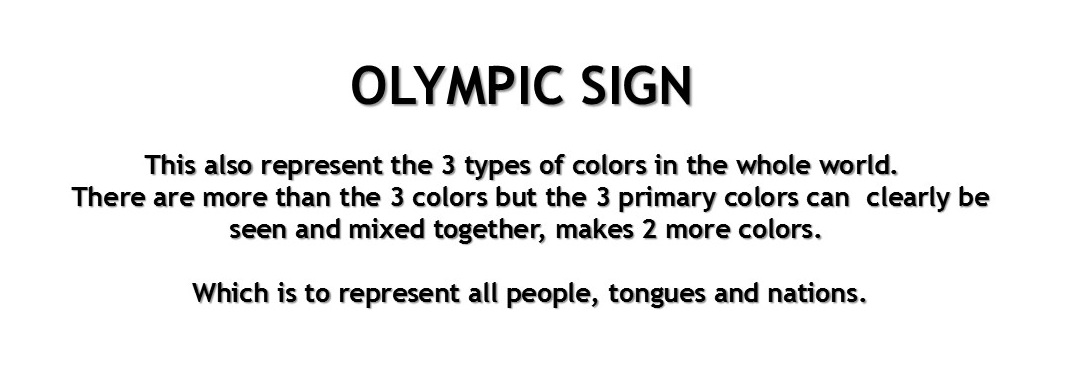 OLYMPIC SIGN
This also represent the 3 types of colors in the whole world.
There are more than the 3 colors but the 3 primary colors can  clearly be
seen and mixed together, makes 2 more colors.
Which is to represent all people, tongues and nations.